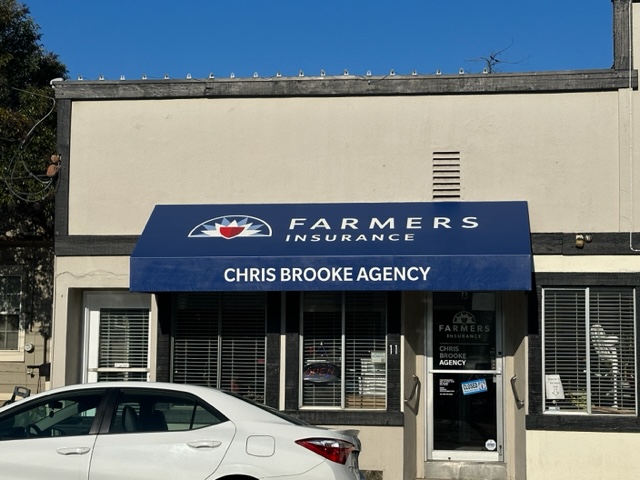 FARMERS
INSURANCE
CHRIS BROOKE AGENCY
11
FARMERS
INSURANCE
CHRIS
BROOKE
AGENCY